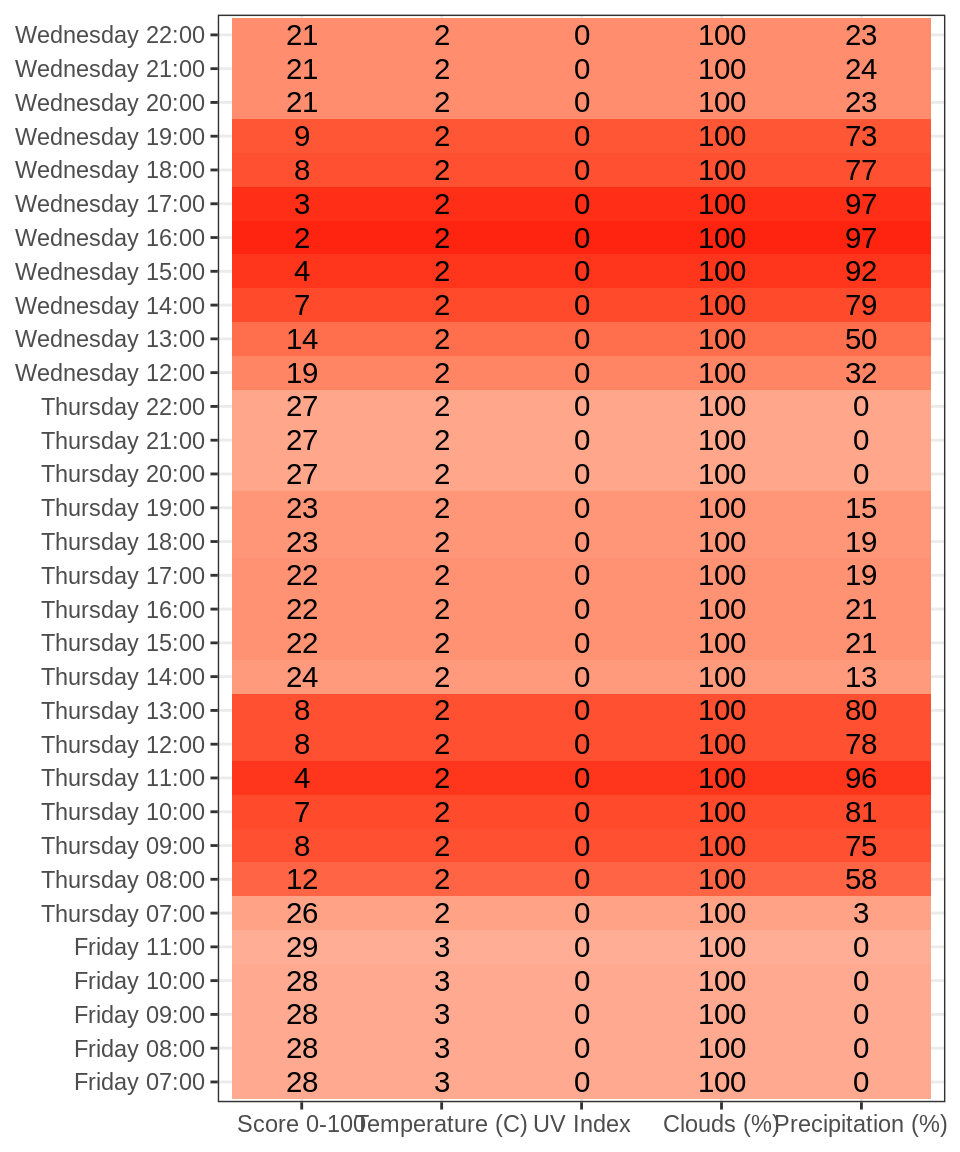 Wednesday 22:00 21 2 0 100 23
Wednesday 21:00 21 2 0 100 24
Wednesday 20:00 21 2 0 100 23
Wednesday 19:00 9 2 0 100 73
Wednesday 18:00 8 2 0 100 77
Wednesday 17:00 3 2 0 100 97
Wednesday 16:00 2 2 0 100 97
Wednesday 15:00 4 2 0 100 92
Wednesday 14:00 7 2 0 100 79
Wednesday 13:00 14 2 0 100 50
Wednesday 12:00 19 2 0 100 32
Thursday 22:00 27 2 0 100 0
Thursday 21:00 27 2 0 100 0
Thursday 20:00 27 2 0 100 0
Thursday 19:00 23 2 0 100 15
Thursday 18:00 23 2 0 100 19
Thursday 17:00 22 2 0 100 19
Thursday 16:00 22 2 0 100 21
Thursday 15:00 22 2 0 100 21
Thursday 14:00 24 2 0 100 13
Thursday 13:00 8 2 0 100 80
Thursday 12:00 8 2 0 100 78
Thursday 11:00 4 2 0 100 96
Thursday 10:00 7 2 0 100 81
Thursday 09:00 8 2 0 100 75
Thursday 08:00 12 2 0 100 58
Thursday 07:00 26 2 0 100 3
Friday 11:00 29 3 0 100 0
Friday 10:00 28 3 0 100 0
Friday 09:00 28 3 0 100 0
Friday 08:00 28 3 0 100 0
Friday 07:00 28 3 0 100 0
Score 0-100 Temperature (C) UV Index Clouds (%) Precipitation (%)